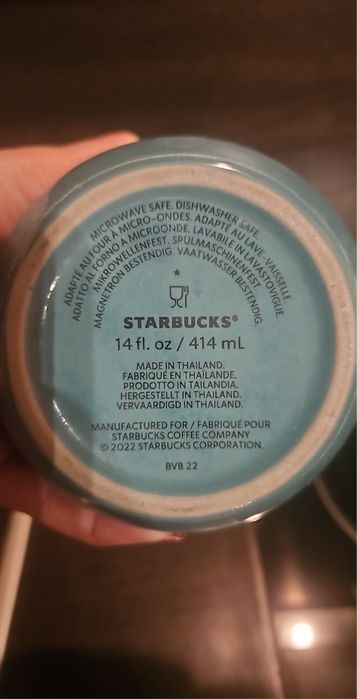 MICROWAVE SAFE. DISHWASHER SAFE.
ADAPTÉ AU FOUR À MICRO-ONDES. ADAPTÉ AU LAVE-VAISSELLE.
ADATTO AL FORNO A MICROONDE. LAVABILE IN LAVASTOVIGLIE.
MIKROWELLENFEST. SPÜLMASCHINENFEST.
MAGNETRON BESTENDIG. VAATWASSER BESTENDIG.
STARBUCKS®
14 fl. oz / 414 mL
MADE IN THAILAND.
FABRIQUÉ EN THAÏLANDE.
PRODOTTO IN TAILANDIA.
HERGESTELLT IN THAILAND.
VERVAARDIGD IN THAILAND.
MANUFACTURED FOR / FABRIQUÉ POUR
STARBUCKS COFFEE COMPANY
© 2022 STARBUCKS CORPORATION.
BVB 22